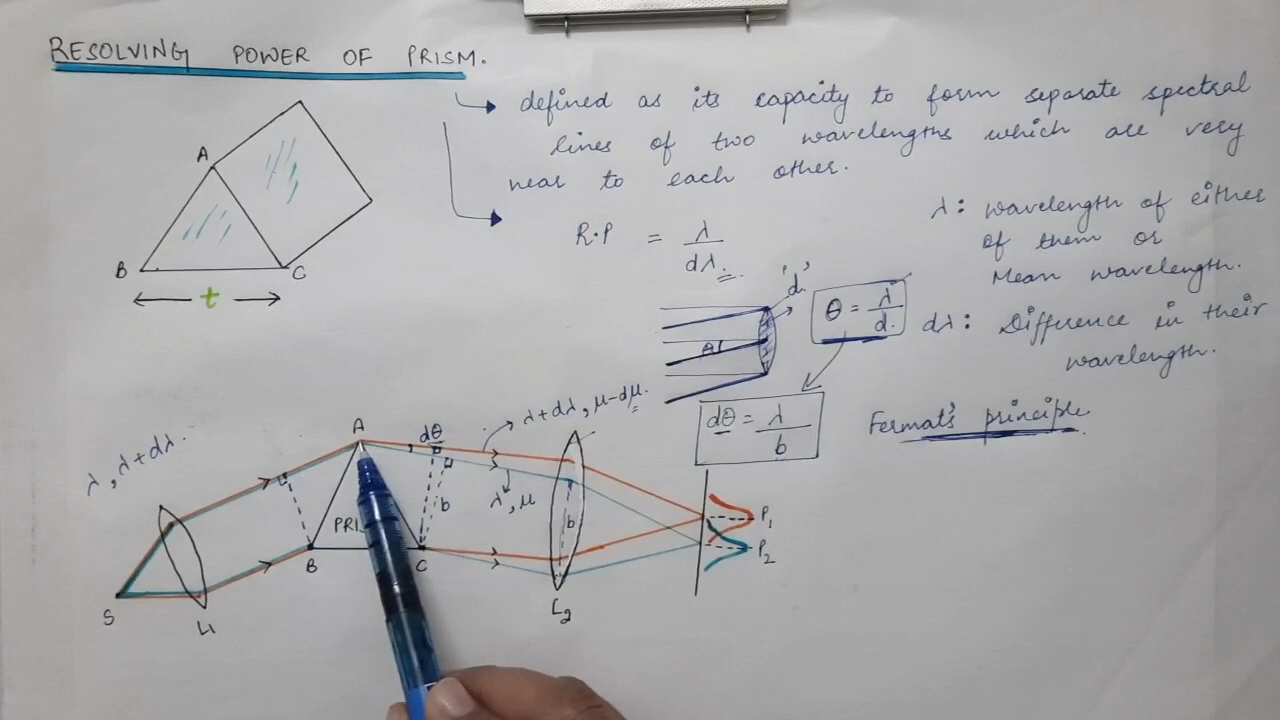 RESOLVING POWER OF PRISM.
defined as its capacity to form separate spectral
lines of two wavelengths which are very
near to each other.
R.P = λ/dλ.
λ: wavelength of either
of them or
Mean wavelength.
dλ: Difference in their
wavelength.
A
B
C
t
'd'
θ = λ/d.
dθ = λ/b
Fermat's principle
λ, λ+dλ.
A
dθ
λ+dλ, μ-dμ.
λ, μ
b
b
PRI
B
C
S
L1
L2
P1
P2